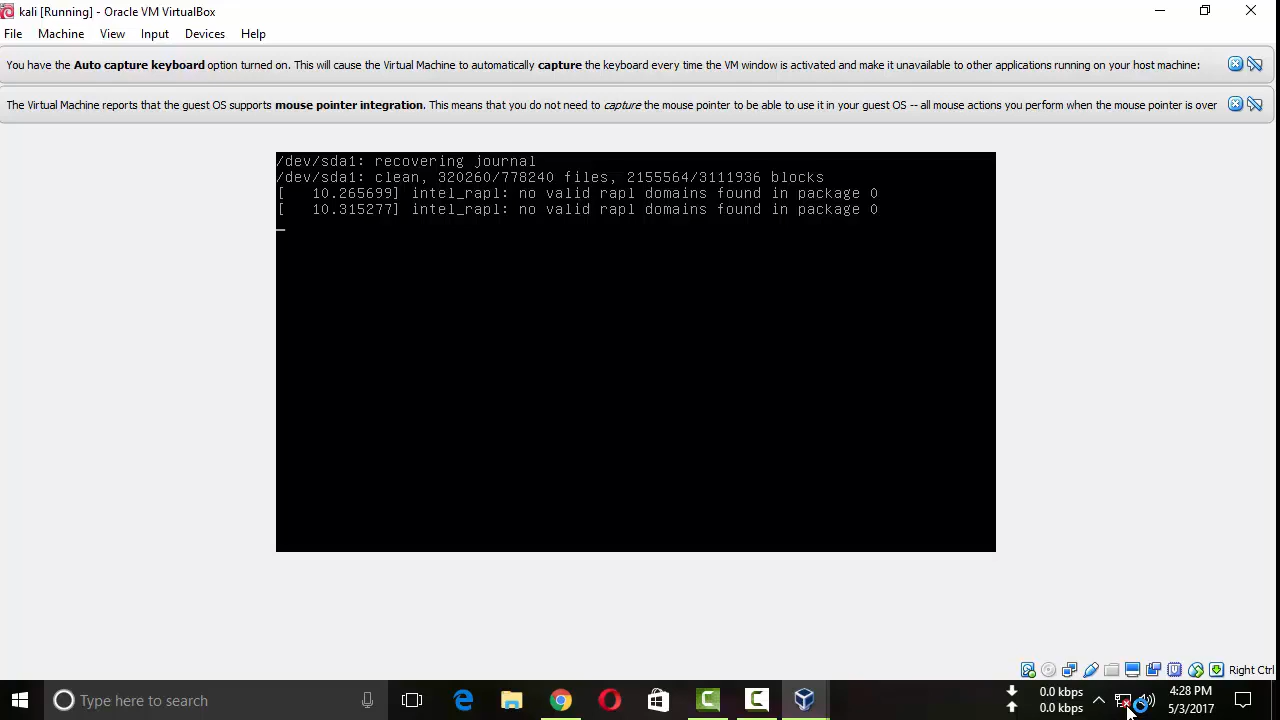 kali [Running] - Oracle VM VirtualBox
File Machine View Input Devices Help
You have the Auto capture keyboard option turned on. This will cause the Virtual Machine to automatically capture the keyboard every time the VM window is activated and make it unavailable to other applications running on your host machine:
The Virtual Machine reports that the guest OS supports mouse pointer integration. This means that you do not need to capture the mouse pointer to be able to use it in your guest OS -- all mouse actions you perform when the mouse pointer is over
/dev/sda1: recovering journal
/dev/sda1: clean, 320260/778240 files, 2155564/3111936 blocks
[   10.265699] intel_rapl: no valid rapl domains found in package 0
[   10.315277] intel_rapl: no valid rapl domains found in package 0
Right Ctrl
Type here to search
0.0 kbps
0.0 kbps
4:28 PM
5/3/2017